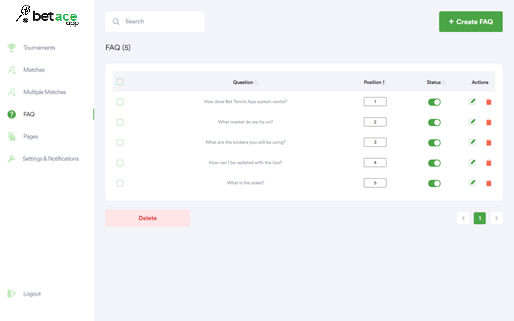 betace
app
Search
+ Create FAQ
Tournaments
Matches
Multiple Matches
FAQ
Pages
Settings & Notifications
Logout
FAQ (5)
Question Position Status Actions
How does Bet Tennis App system works? 1
What market do we tip on? 2
What are the brokers you will be using? 3
How can I be updated with the tips? 4
What is the stake? 5
Delete
1